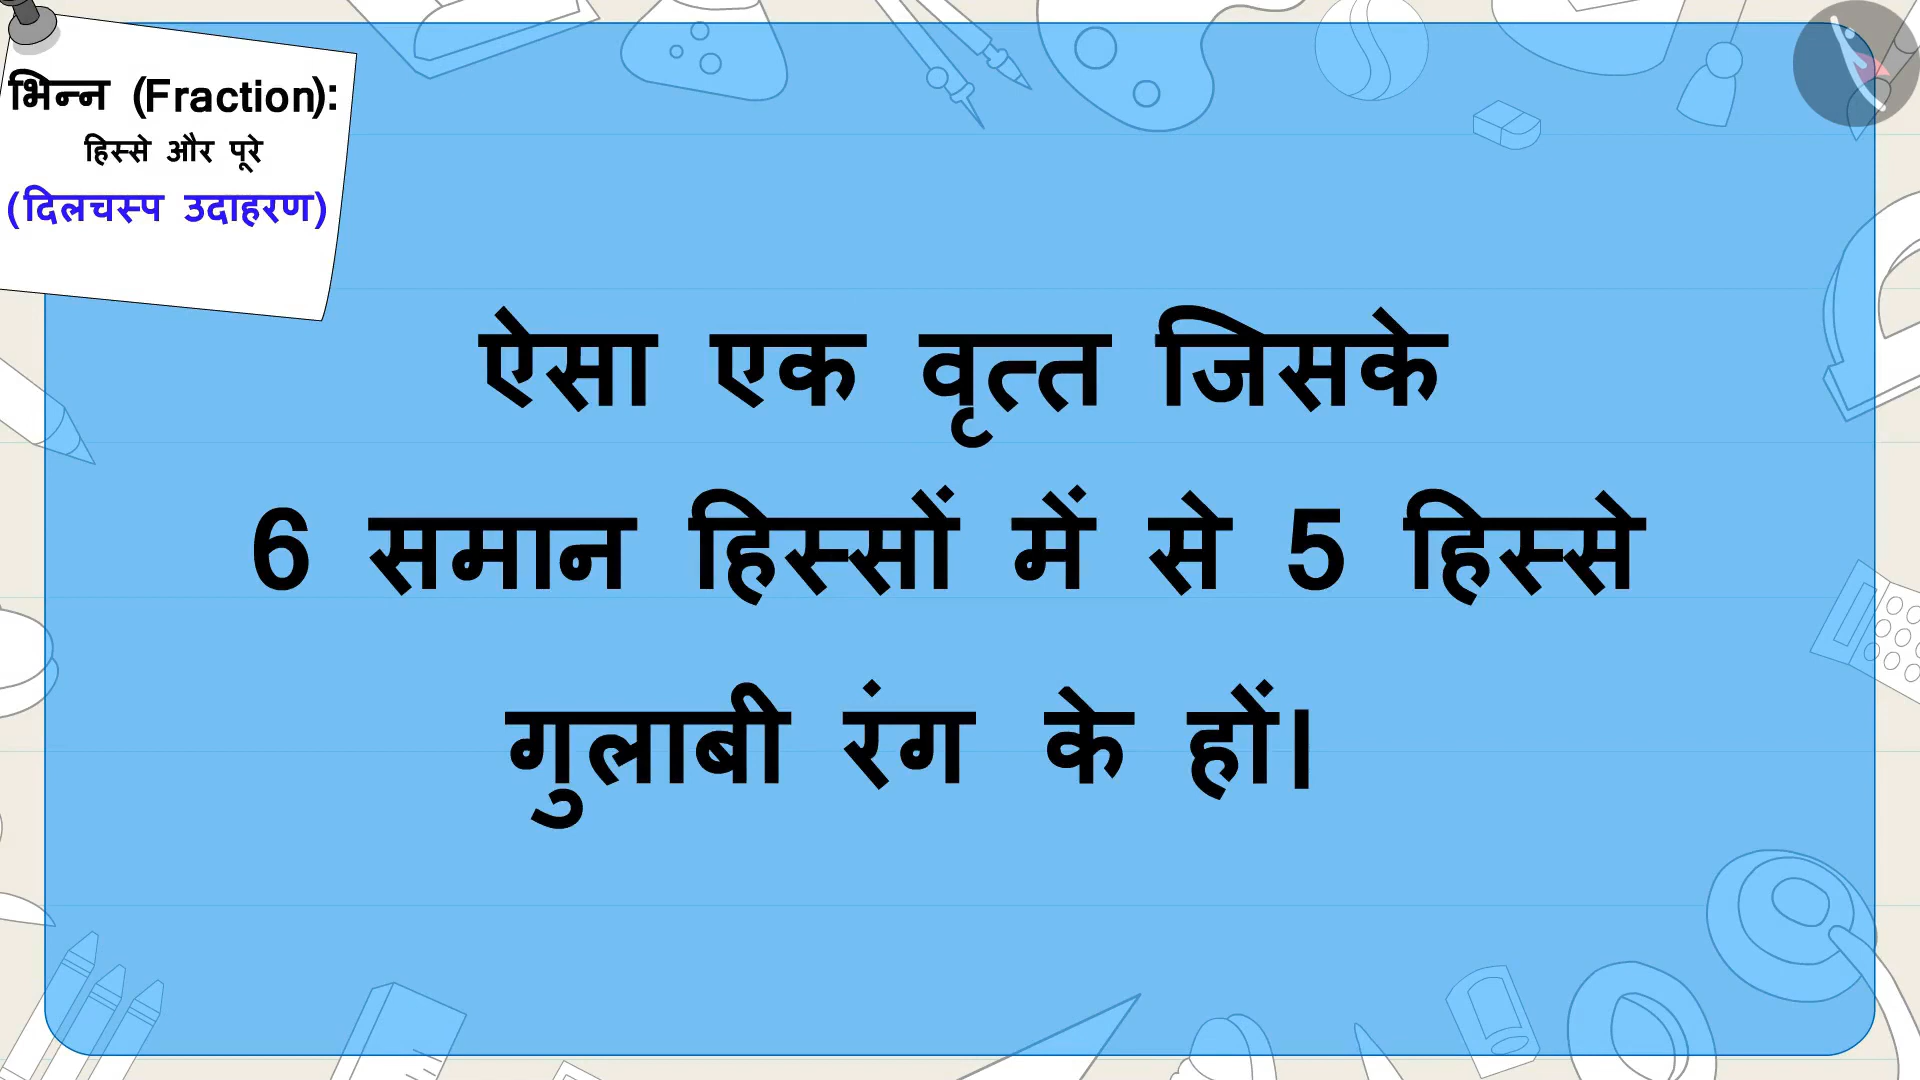 भिन्न (Fraction):
हिस्से और पूरे
(दिलचस्प उदाहरण)
ऐसा एक वृत्त जिसके
6 समान हिस्सों में से 5 हिस्से
गुलाबी रंग के हों।